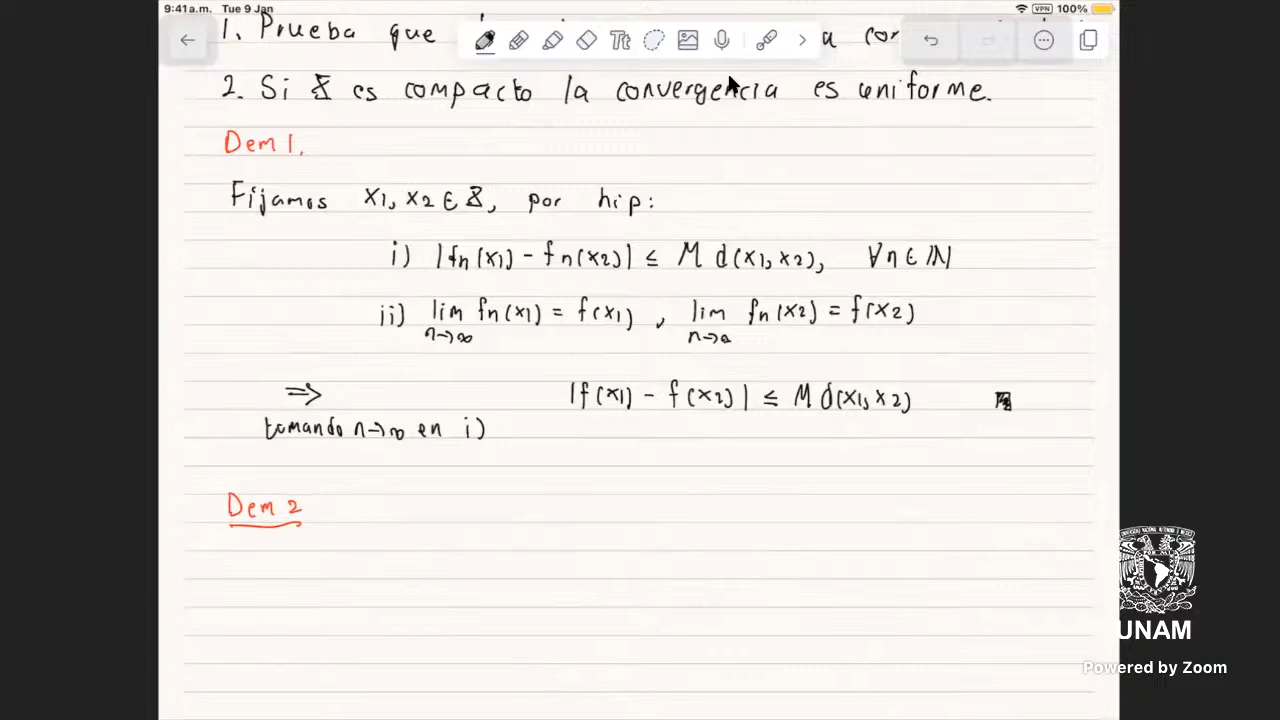 9:41 a.m. Tue 9 Jan
VPN 100%
1. Prueba que
2. Si X es compacto la convergencia es uniforme.
Dem 1.
Fijamos x1, x2 ∈ X, por hip:
i) |fn(x1) - fn(x2)| ≤ M d(x1, x2), ∀n ∈ ℕ
ii) lim n→∞ fn(x1) = f(x1), lim n→∞ fn(x2) = f(x2)
⇒ |f(x1) - f(x2)| ≤ M d(x1, x2)
tomando n→∞ en i)
Dem 2
UNAM
Powered by Zoom